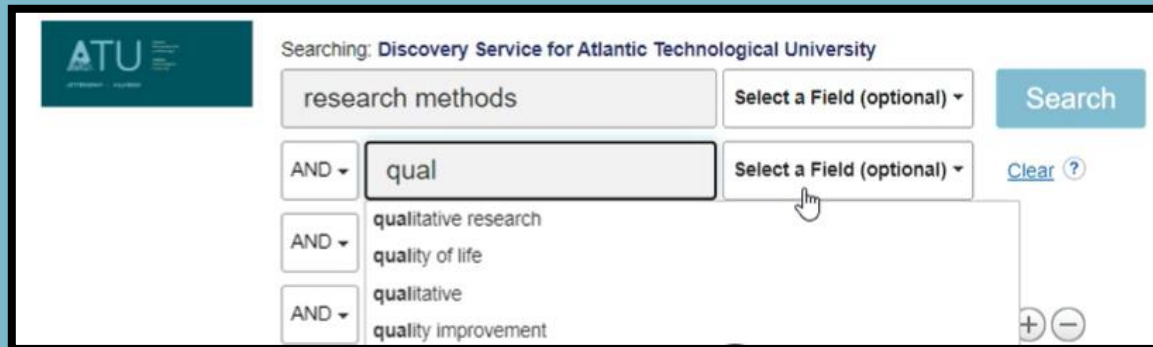 ATU
Searching: Discovery Service for Atlantic Technological University
research methods
Select a Field (optional)
Search
AND
qual
Select a Field (optional)
Clear ?
AND
qualitative research
quality of life
AND
qualitative
quality improvement